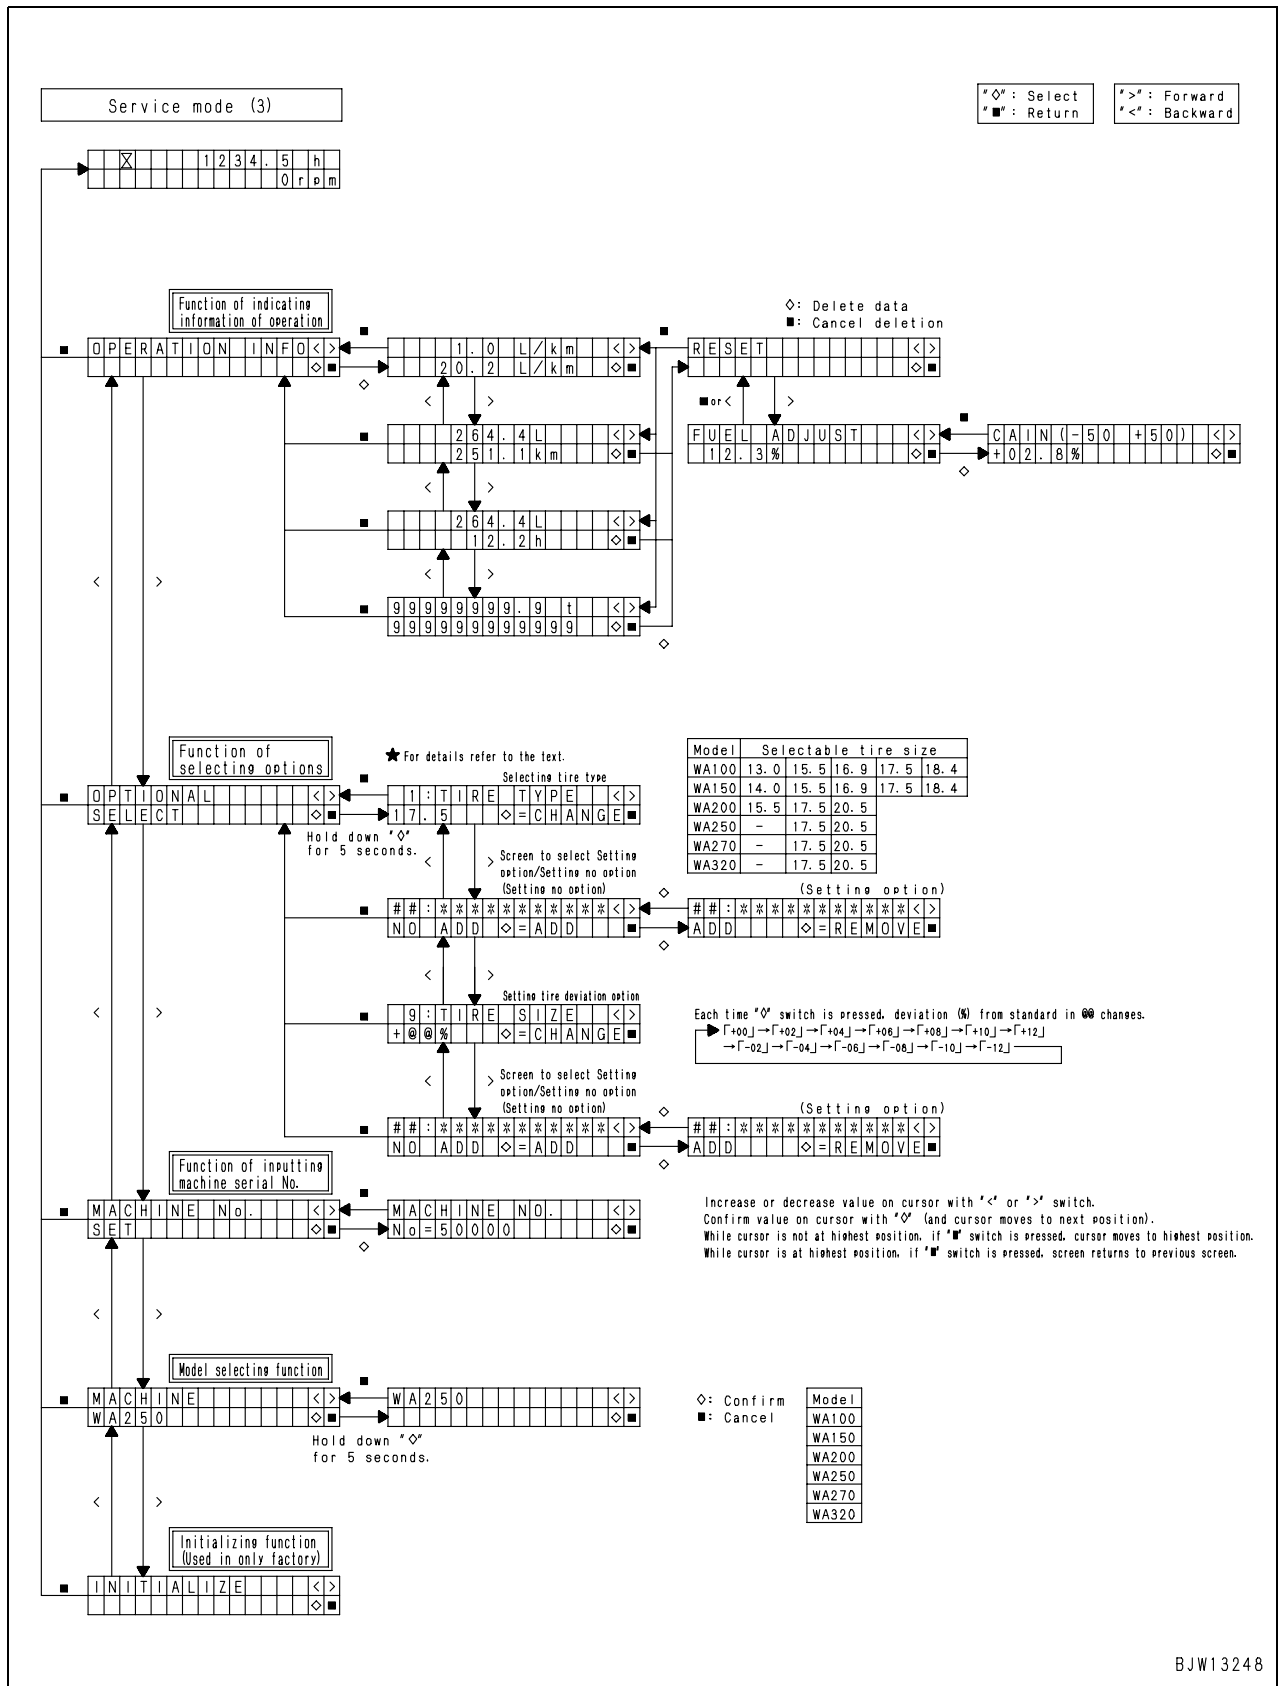 Service mode (3)
"◇": Select
"■": Return
">": Forward
"<": Backward
1234.5 h
0rpm
Function of indicating
information of operation
◇: Delete data
■: Cancel deletion
■ OPERATION INFO<>
◇■
■
◇
1.0 L/km <>
20.2 L/km ◇■
■
RESET <>
◇■
< >
■or< >
■ 264.4L <>
251.1km ◇■
FUEL ADJUST <>
12.3% ◇■
■
◇
CAIN(-50 +50) <>
+02.8% ◇■
< >
■ 264.4L <>
12.2h ◇■
< >
< >
■ 99999999.9 t <>
999999999999 ◇■
◇
Function of
selecting options
★ For details refer to the text.
Selecting tire type
■ OPTIONAL <>
SELECT ◇■
■
Hold down "◇"
for 5 seconds.
1:TIRE TYPE <>
17.5 ◇=CHANGE■
Model Selectable tire size
WA100 13.0 15.5 16.9 17.5 18.4
WA150 14.0 15.5 16.9 17.5 18.4
WA200 15.5 17.5 20.5
WA250 - 17.5 20.5
WA270 - 17.5 20.5
WA320 - 17.5 20.5
< >
Screen to select Setting
option/Setting no option
(Setting no option)
◇
(Setting option)
■ ##:***********<>
NO ADD ◇=ADD ■
◇
##:***********<>
ADD ◇=REMOVE■
< >
< >
Setting tire deviation option
■ 9:TIRE SIZE <>
+@@% ◇=CHANGE■
Each time "◇" switch is pressed, deviation (%) from standard in @@ changes.
「+00」→「+02」→「+04」→「+06」→「+08」→「+10」→「+12」
→「-02」→「-04」→「-06」→「-08」→「-10」→「-12」
< >
Screen to select Setting
option/Setting no option
(Setting no option)
◇
(Setting option)
■ ##:***********<>
NO ADD ◇=ADD ■
◇
##:***********<>
ADD ◇=REMOVE■
Function of inputting
machine serial No.
■ MACHINE No. <>
SET ◇■
■
◇
MACHINE NO. <>
No=50000 ◇■
Increase or decrease value on cursor with "<" or ">" switch.
Confirm value on cursor with "◇" (and cursor moves to next position).
While cursor is not at highest position, if "■" switch is pressed, cursor moves to highest position.
While cursor is at highest position, if "■" switch is pressed, screen returns to previous screen.
< >
Model selecting function
■ MACHINE <>
WA250 ◇■
■
Hold down "◇"
for 5 seconds.
WA250 <>
◇■
◇: Confirm
■: Cancel
Model
WA100
WA150
WA200
WA250
WA270
WA320
< >
Initializing function
(Used in only factory)
■ INITIALIZE <>
◇■
BJW13248